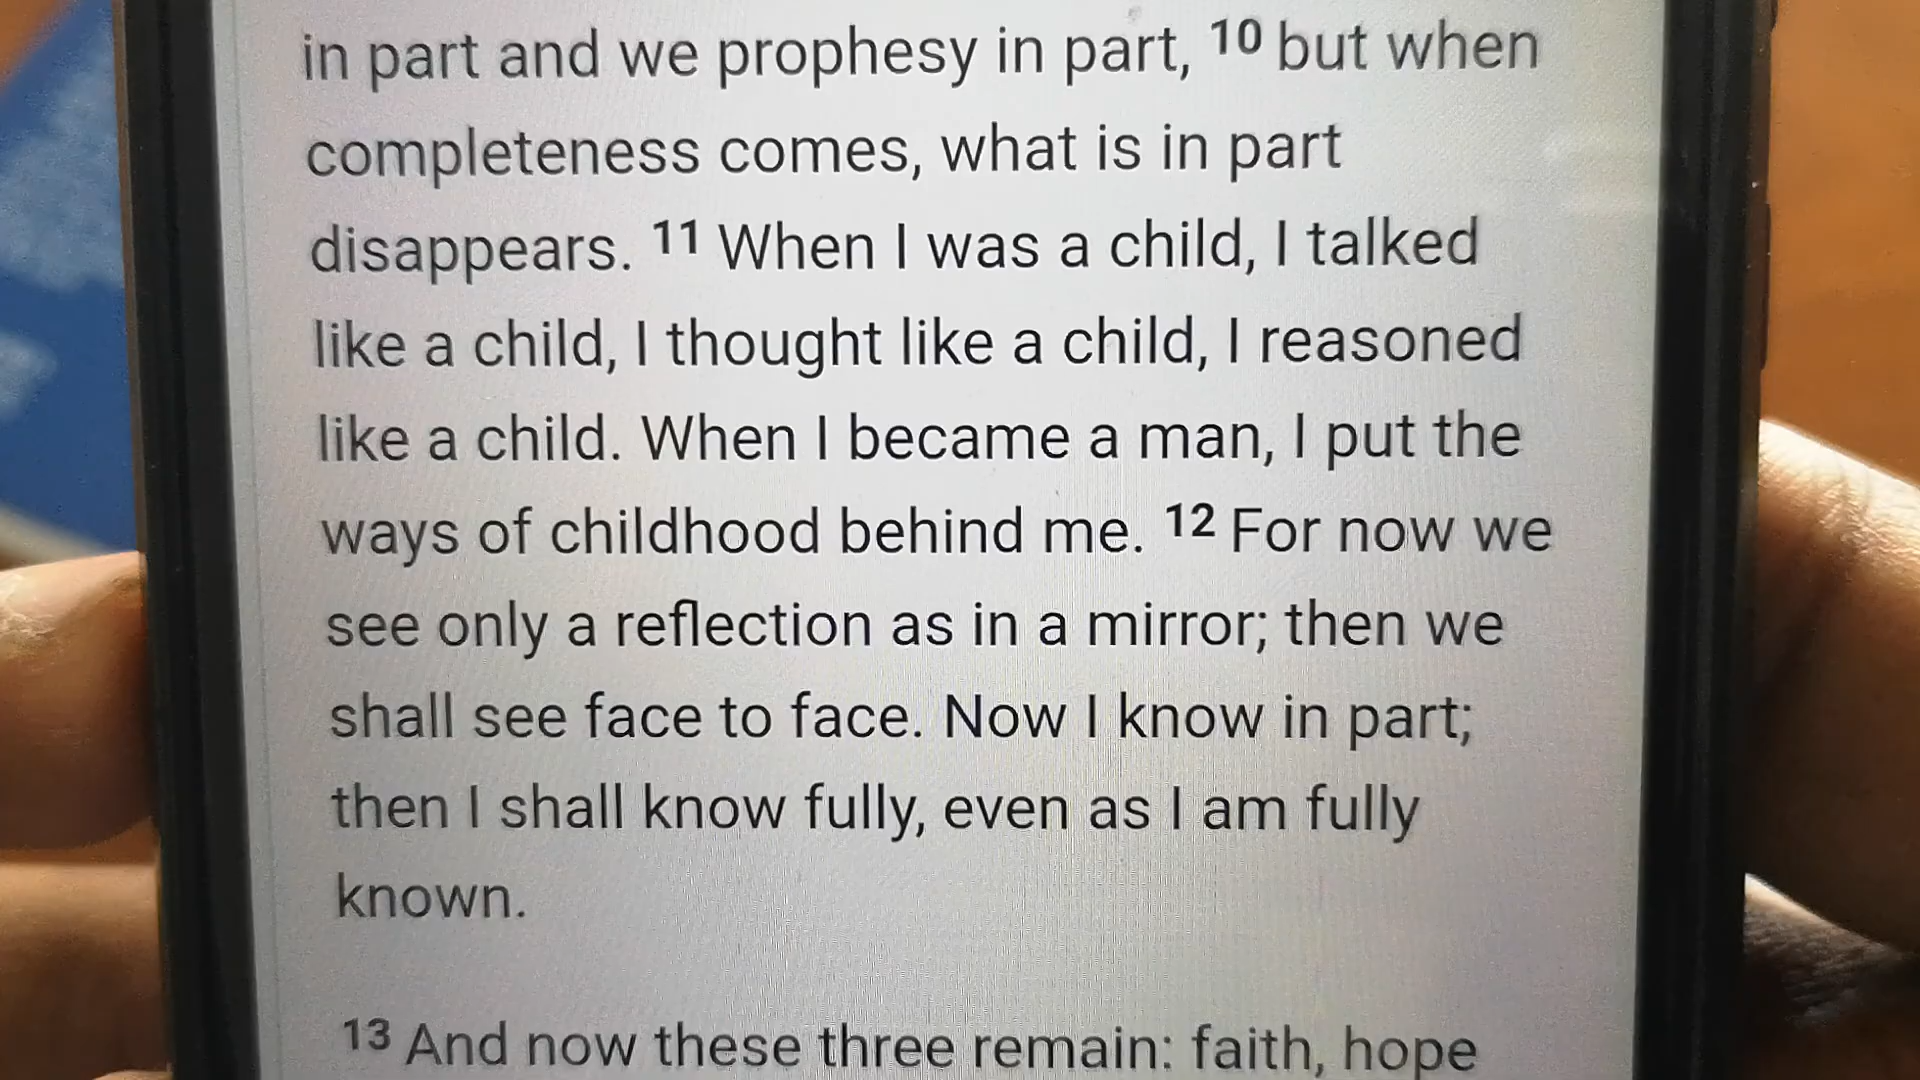 in part and we prophesy in part, 10 but when
completeness comes, what is in part
disappears. 11 When I was a child, I talked
like a child, I thought like a child, I reasoned
like a child. When I became a man, I put the
ways of childhood behind me. 12 For now we
see only a reflection as in a mirror; then we
shall see face to face. Now I know in part;
then I shall know fully, even as I am fully
known.
13 And now these three remain: faith, hope